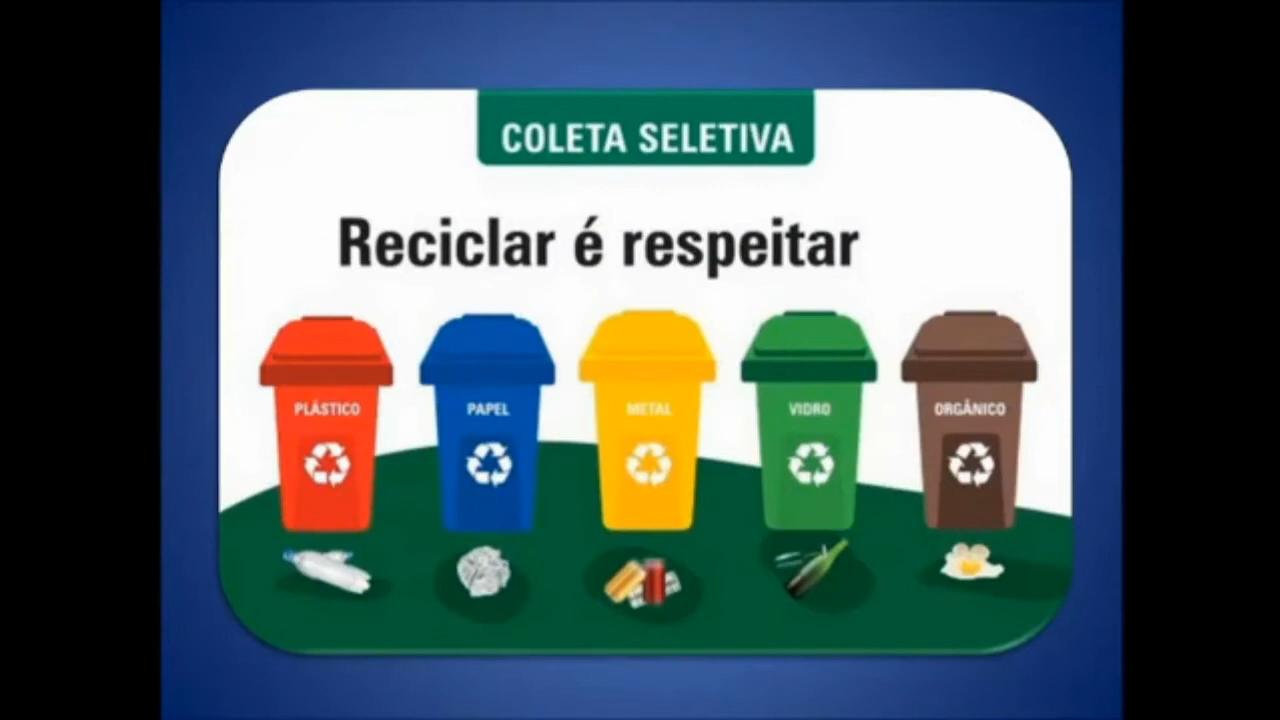 COLETA SELETIVA
Reciclar é respeitar
PLÁSTICO
PAPEL
METAL
VIDRO
ORGÂNICO